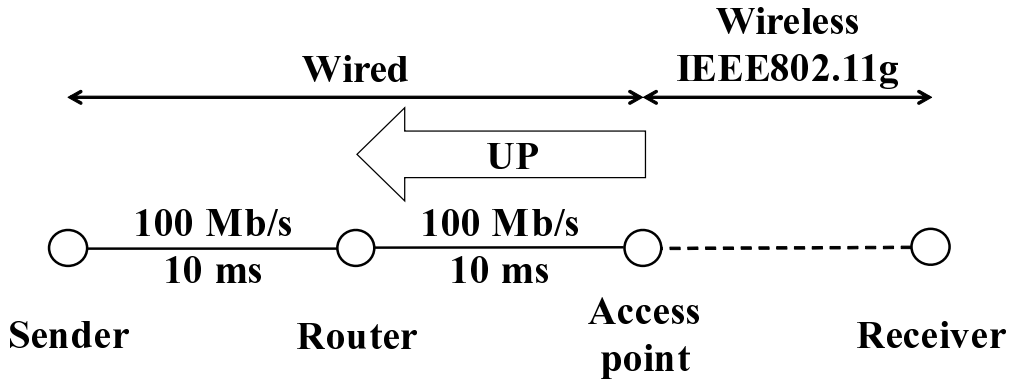 Wireless
IEEE802.11g
Wired
UP
100 Mb/s
100 Mb/s
10 ms
10 ms
Sender
Router
Access
point
Receiver